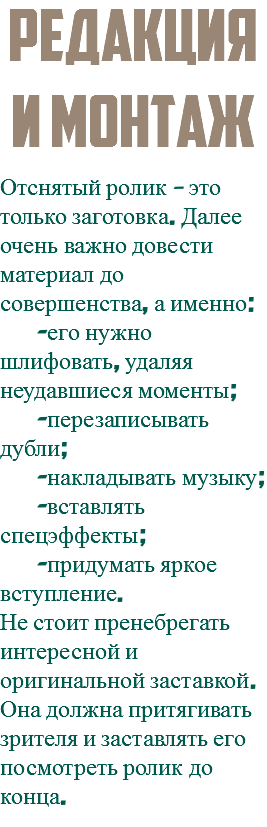 РЕДАКЦИЯ
И МОНТАЖ
Отснятый ролик - это
только заготовка. Далее
очень важно довести
материал до
совершенства, а именно:
-его нужно
шлифовать, удаляя
неудавшиеся моменты;
-перезаписывать
дубли;
-накладывать музыку;
-вставлять
спецэффекты;
-придумать яркое
вступление.
Не стоит пренебрегать
интересной и
оригинальной заставкой.
Она должна притягивать
зрителя и заставлять его
посмотреть ролик до
конца.